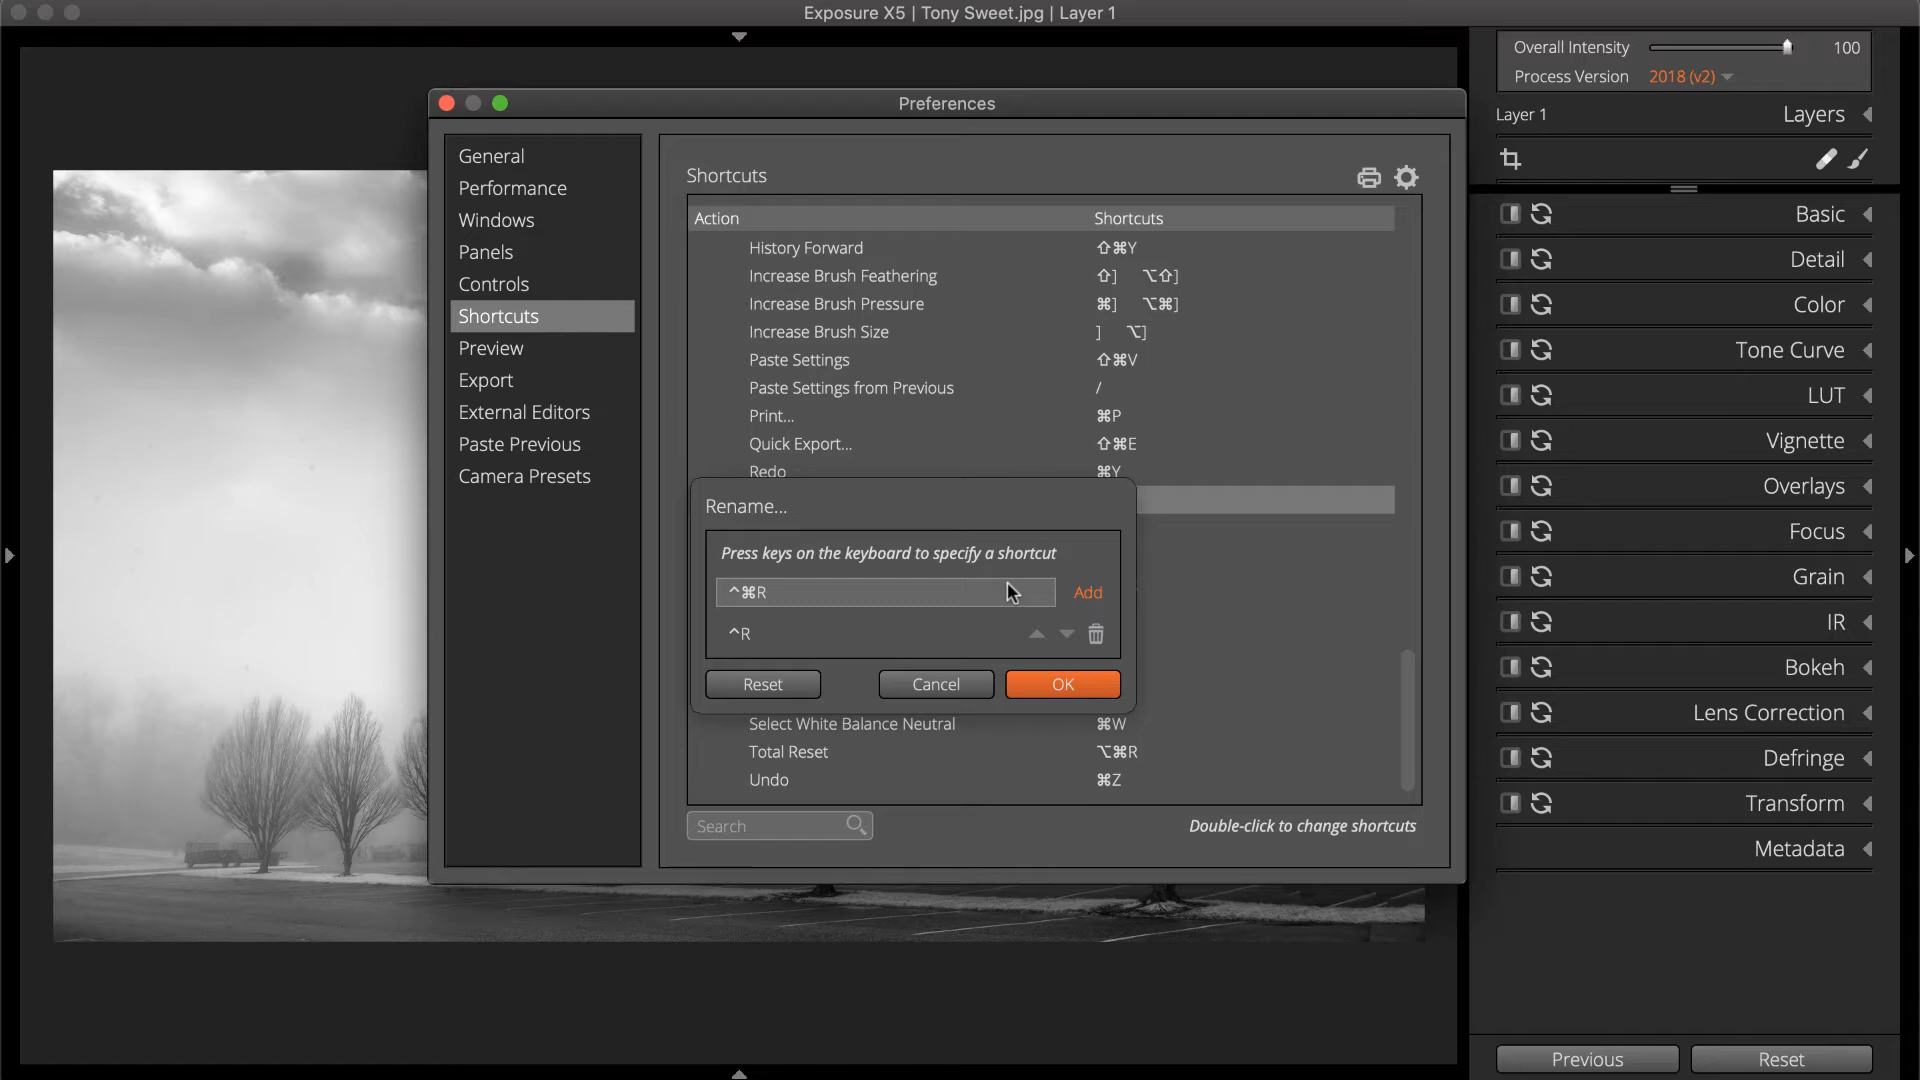 Exposure X5 | Tony Sweet.jpg | Layer 1
Overall Intensity 100
Process Version 2018 (v2)
Layer 1 Layers
Basic
Detail
Color
Tone Curve
LUT
Vignette
Overlays
Focus
Grain
IR
Bokeh
Lens Correction
Defringe
Transform
Metadata
Previous Reset
Preferences
General
Performance
Windows
Panels
Controls
Shortcuts
Preview
Export
External Editors
Paste Previous
Camera Presets
Shortcuts
Action Shortcuts
History Forward ⇧⌘Y
Increase Brush Feathering ⇧] ⌥⇧]
Increase Brush Pressure ⌘] ⌥⌘]
Increase Brush Size ] ⌥]
Paste Settings ⇧⌘V
Paste Settings from Previous /
Print... ⌘P
Quick Export... ⇧⌘E
Redo ⌘Y
Rename...
Press keys on the keyboard to specify a shortcut
^⌘R Add
^R
Reset Cancel OK
Select White Balance Neutral ⌘W
Total Reset ⌥⌘R
Undo ⌘Z
Search Double-click to change shortcuts